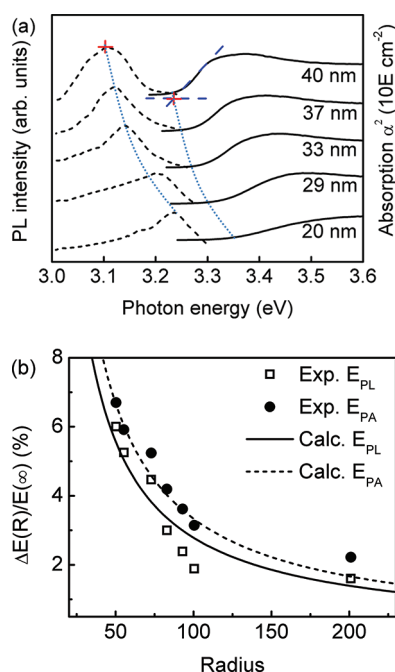 (a)
PL intensity (arb. units)
Absorption α² (10E cm⁻²)
40 nm
37 nm
33 nm
29 nm
20 nm
3.0 3.1 3.2 3.3 3.4 3.5 3.6
Photon energy (eV)
(b)
ΔE(R)/E(∞) (%)
8
6
4
2
Exp. E_PL
Exp. E_PA
Calc. E_PL
Calc. E_PA
50 100 150 200
Radius